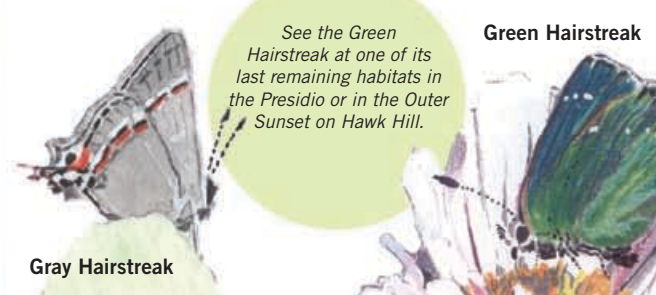 See the Green
Hairstreak at one of its
last remaining habitats in
the Presidio or in the Outer
Sunset on Hawk Hill.
Green Hairstreak
Gray Hairstreak